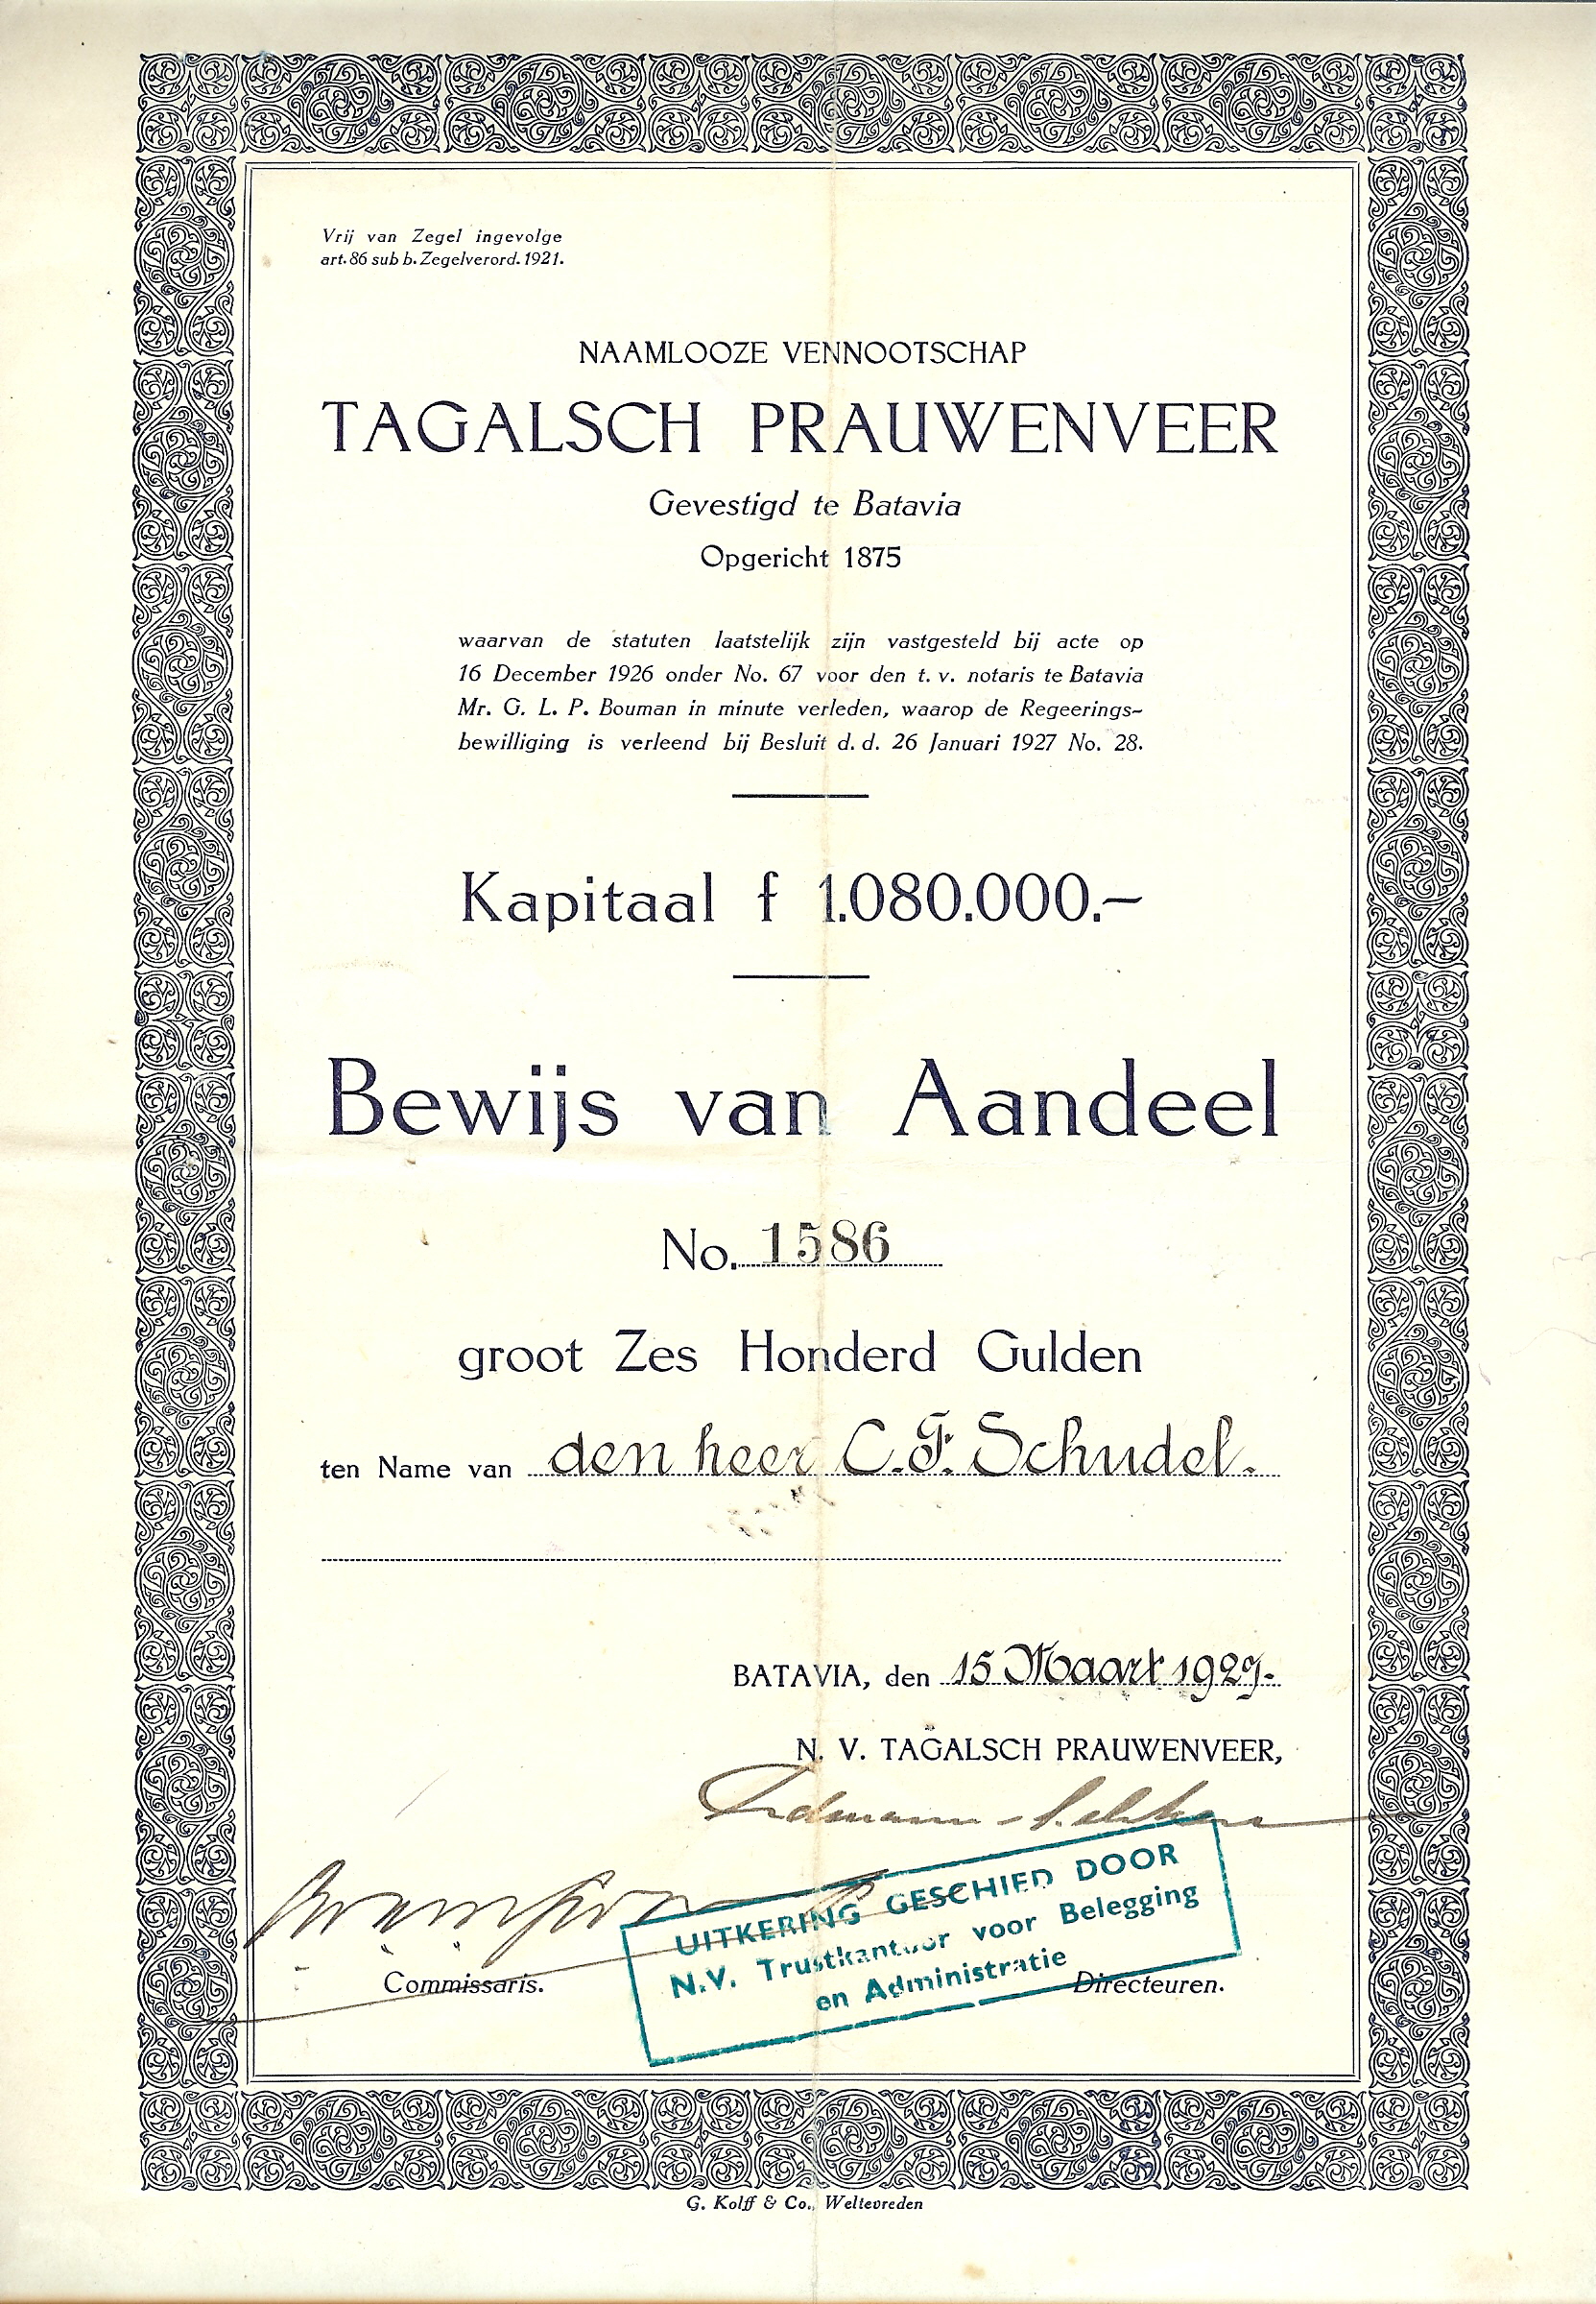 Vrij van Zegel ingevolge
art. 86 sub b. Zegelverord. 1921.
NAAMLOOZE VENNOOTSCHAP
TAGALSCH PRAUWENVEER
Gevestigd te Batavia
Opgericht 1875
waarvan de statuten laatstelijk zijn vastgesteld bij acte op
16 December 1926 onder No. 67 voor den t. v. notaris te Batavia
Mr. G. L. P. Bouman in minute verleden, waarop de Regeerings-
bewilliging is verleend bij Besluit d. d. 26 Januari 1927 No. 28.
Kapitaal f 1.080.000.—
Bewijs van Aandeel
No. 1586
groot Zes Honderd Gulden
ten Name van den heer C.F. Schudel.
BATAVIA, den 15 Maart 1927.
N. V. TAGALSCH PRAUWENVEER,
UITKERING GESCHIED DOOR
N.V. Trustkantoor voor Belegging
en Administratie
Commissaris.
Directeuren.
G. Kolff & Co., Weltevreden